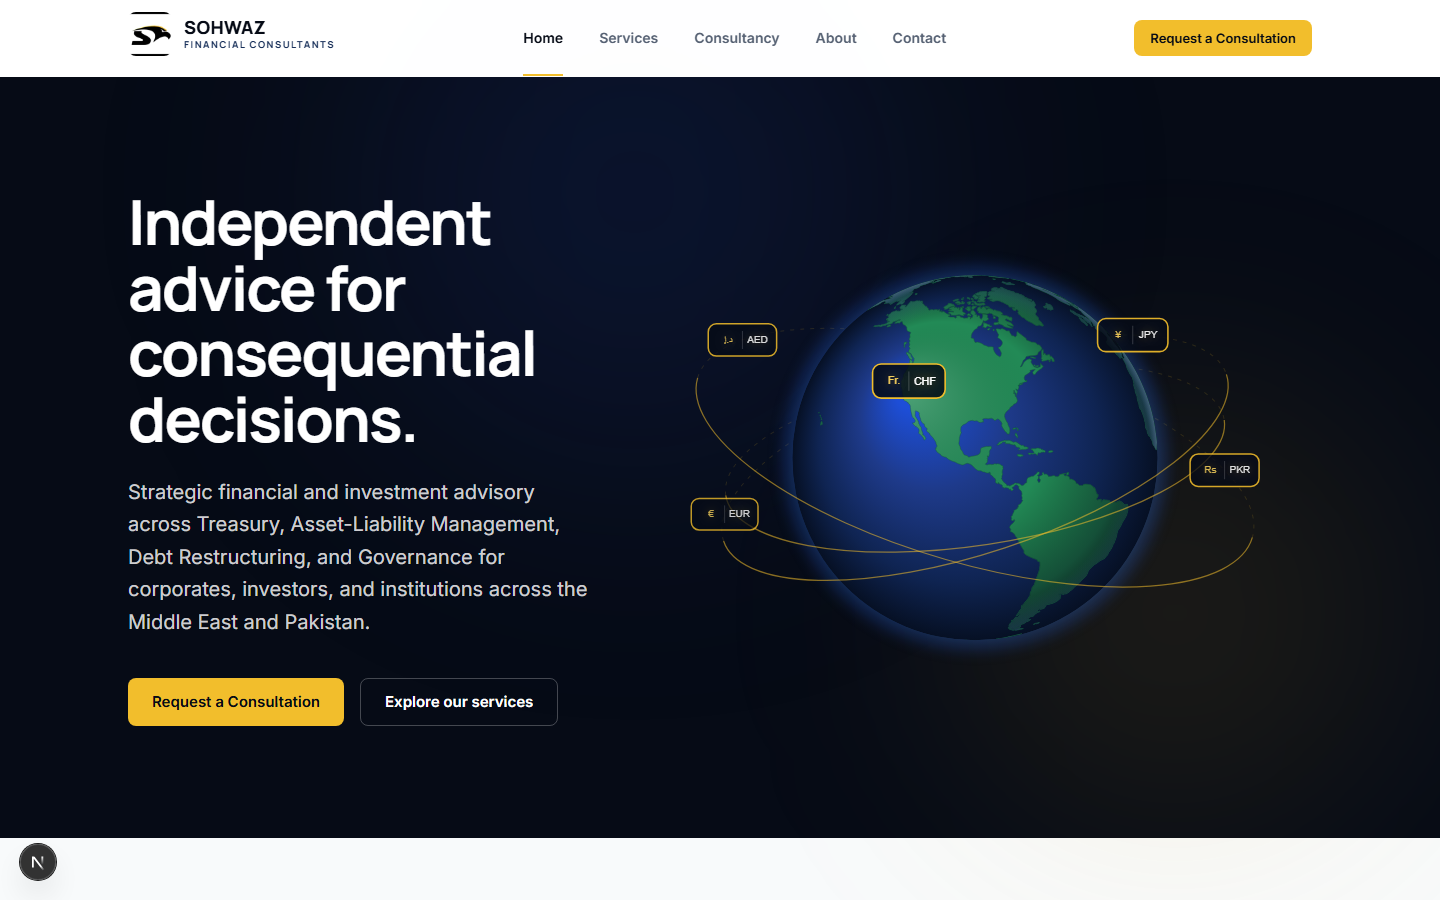 SOHWAZ
FINANCIAL CONSULTANTS
Home
Services
Consultancy
About
Contact
Request a Consultation
Independent
advice for
consequential
decisions.
Strategic financial and investment advisory
across Treasury, Asset-Liability Management,
Debt Restructuring, and Governance for
corporates, investors, and institutions across the
Middle East and Pakistan.
Request a Consultation
Explore our services
د.إ AED
¥ JPY
Fr. CHF
Rs PKR
€ EUR
N